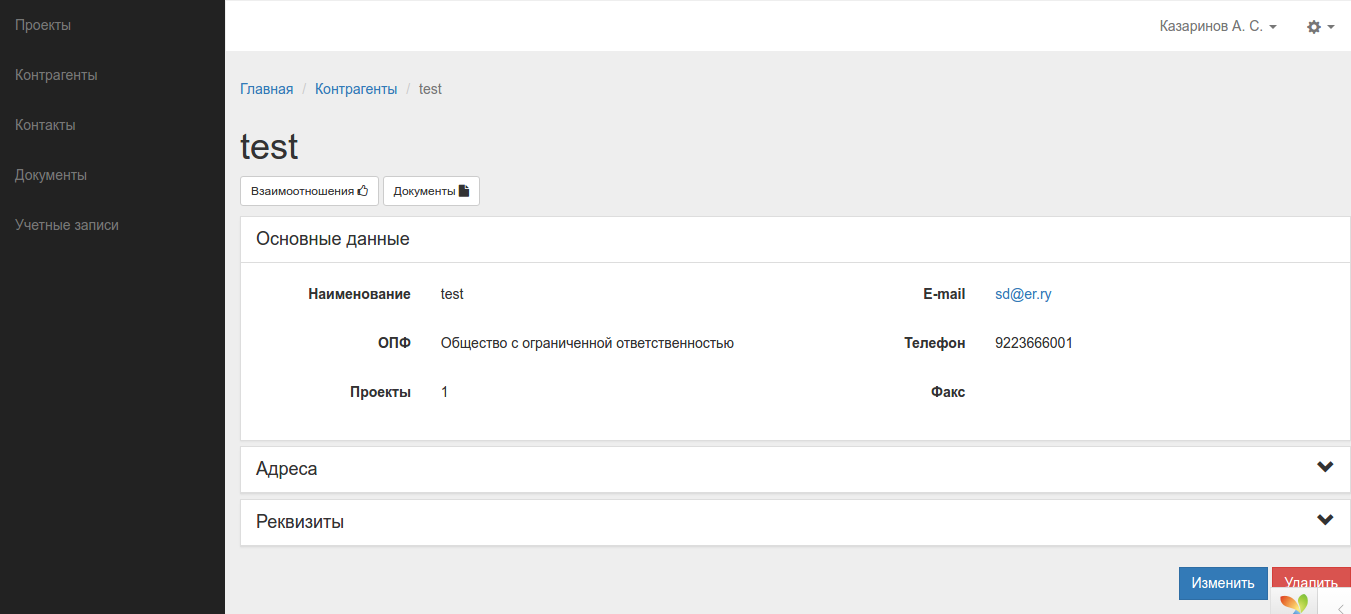 Проекты
Контрагенты
Контакты
Документы
Учетные записи
Казаринов А. С.
Главная / Контрагенты / test
test
Взаимоотношения
Документы
Основные данные
Наименование test
E-mail sd@er.ry
ОПФ Общество с ограниченной ответственностью
Телефон 9223666001
Проекты 1
Факс
Адреса
Реквизиты
Изменить
Удалить